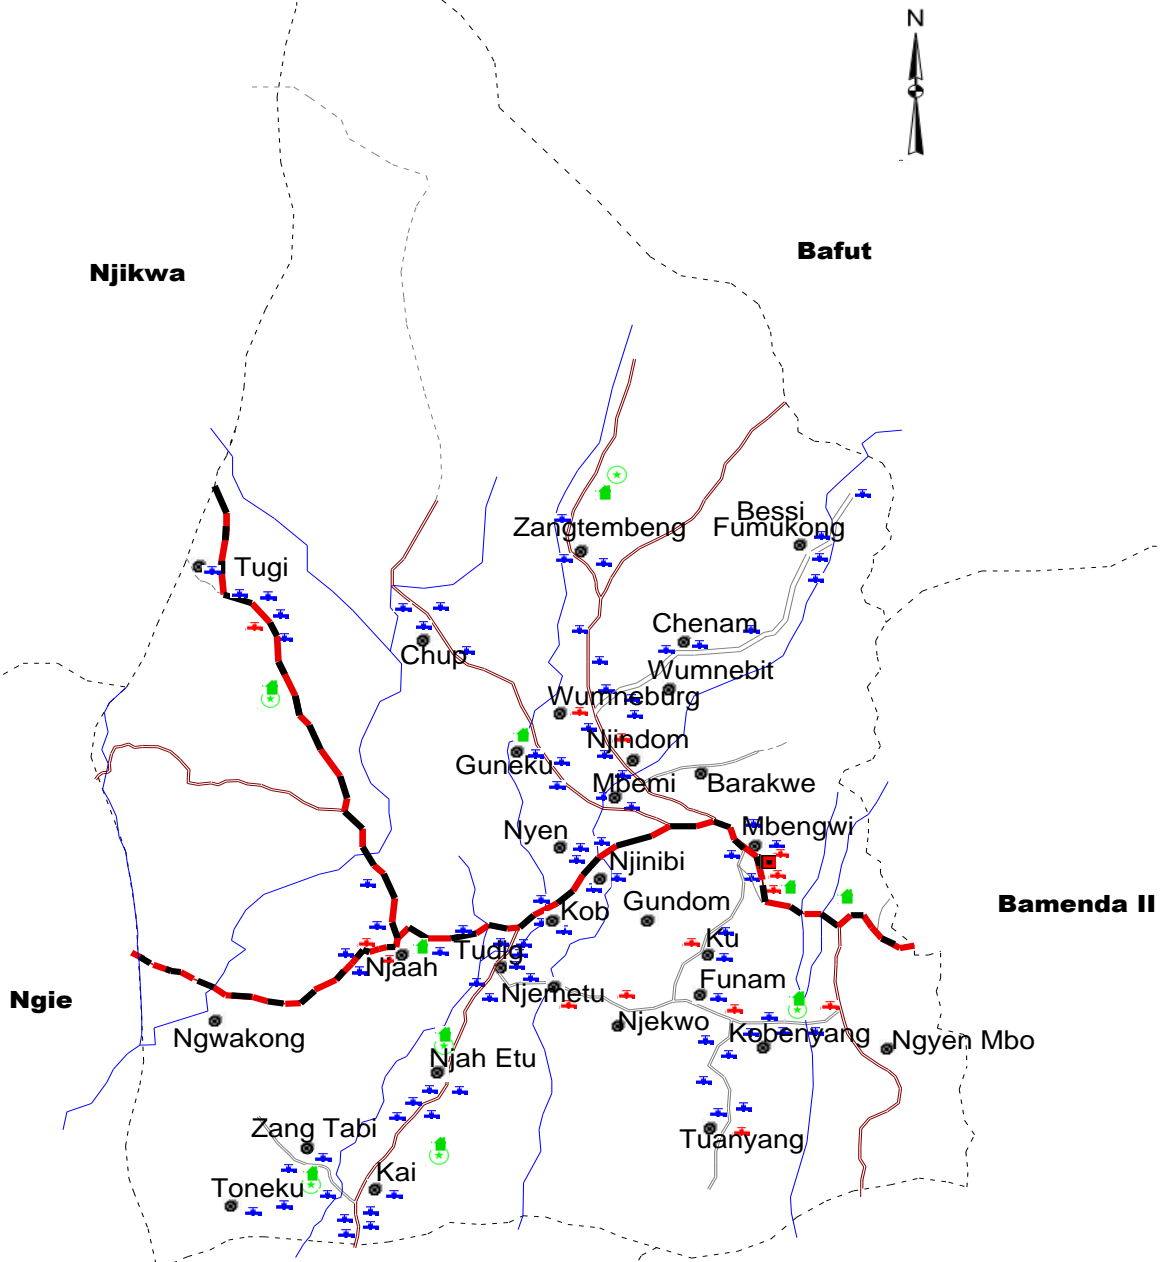 N
Bafut
Njikwa
Bessi
Zangtembeng
Fumukong
Tugi
Chenam
Chup
Wumnebit
Wumneburg
Njindom
Guneku
Mbemi
Barakwe
Nyen
Mbengwi
Njinibi
Bamenda II
Kob
Gundom
Ku
Tudig
Njaah
Funam
Njemetu
Ngie
Njekwo
Ngwakong
Kobenyang
Ngyen Mbo
Njah Etu
Zang Tabi
Tuanyang
Kai
Toneku